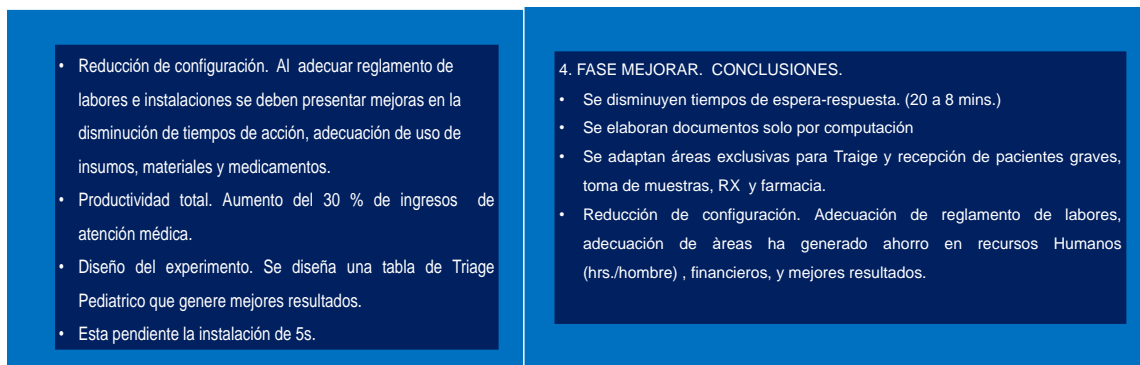 • Reducción de configuración. Al adecuar reglamento de
labores e instalaciones se deben presentar mejoras en la
disminución de tiempos de acción, adecuación de uso de
insumos, materiales y medicamentos.
• Productividad total. Aumento del 30 % de ingresos de
atención médica.
• Diseño del experimento. Se diseña una tabla de Triage
Pediatrico que genere mejores resultados.
• Esta pendiente la instalación de 5s.
4. FASE MEJORAR. CONCLUSIONES.
• Se disminuyen tiempos de espera-respuesta. (20 a 8 mins.)
• Se elaboran documentos solo por computación
• Se adaptan áreas exclusivas para Traige y recepción de pacientes graves,
toma de muestras, RX y farmacia.
• Reducción de configuración. Adecuación de reglamento de labores,
adecuación de àreas ha generado ahorro en recursos Humanos
(hrs./hombre) , financieros, y mejores resultados.